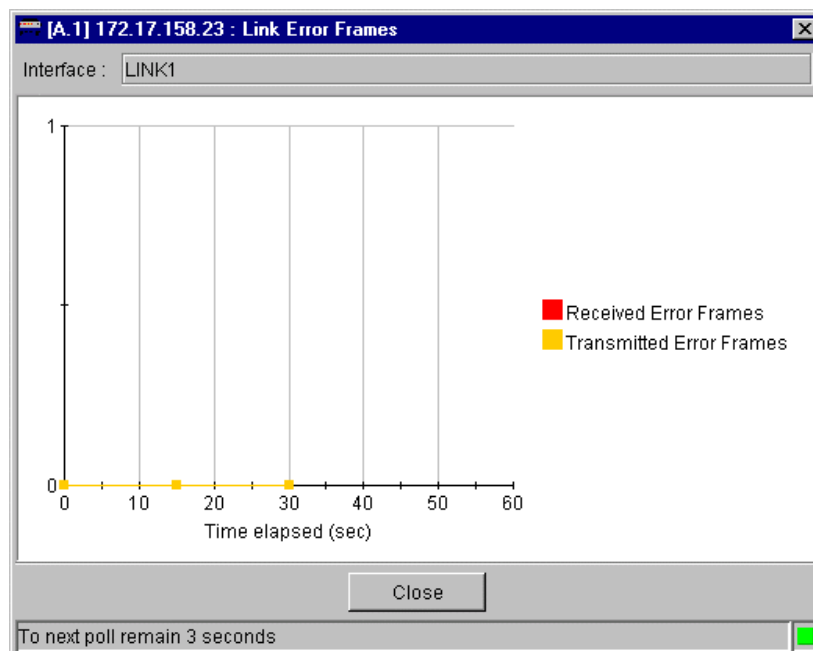 [A.1] 172.17.158.23 : Link Error Frames
Interface : LINK1
1
0
0 10 20 30 40 50 60
Time elapsed (sec)
Received Error Frames
Transmitted Error Frames
Close
To next poll remain 3 seconds